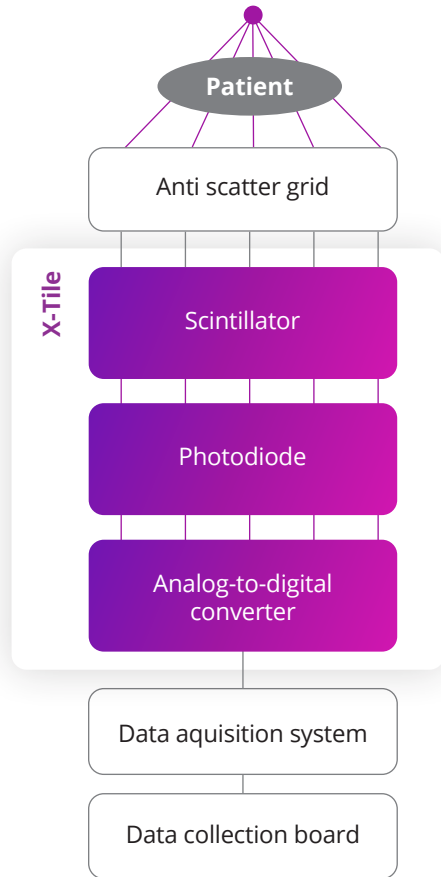 Patient
Anti scatter grid
X-Tile
Scintillator
Photodiode
Analog-to-digital
converter
Data aquisition system
Data collection board